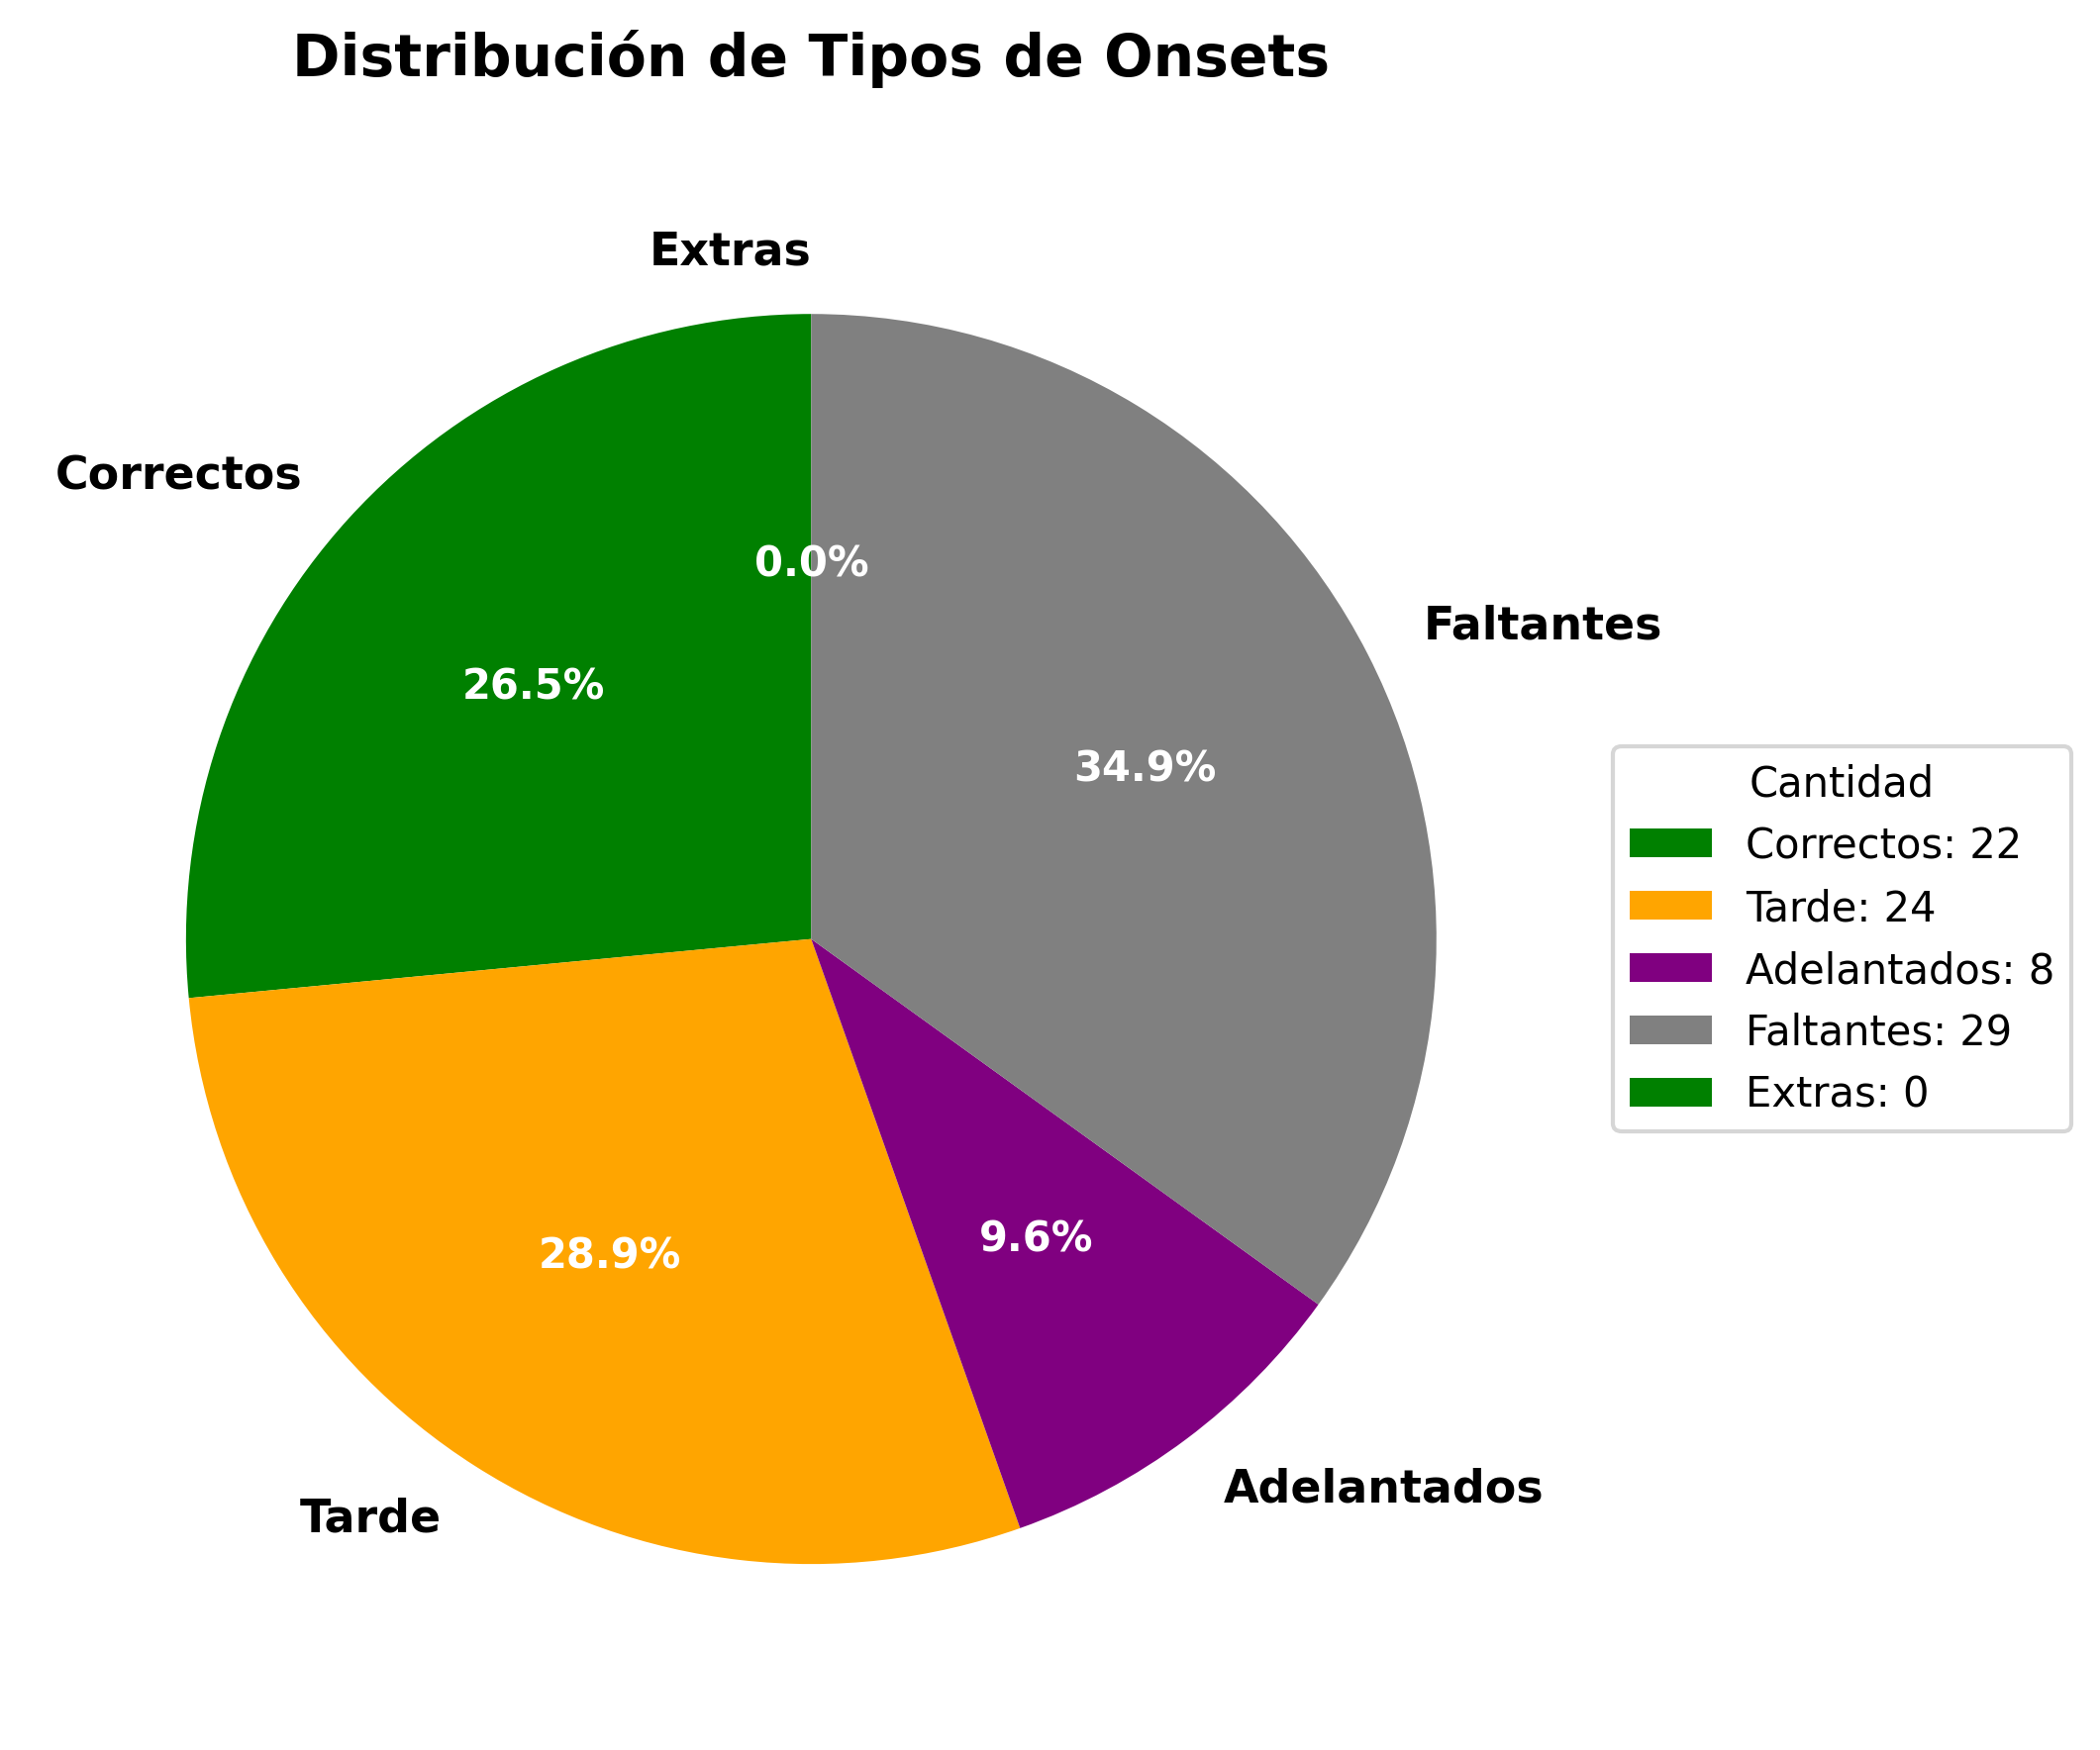 Distribución de Tipos de Onsets
Extras
Correctos
0.0%
Faltantes
26.5%
34.9%
Cantidad
Correctos: 22
Tarde: 24
Adelantados: 8
Faltantes: 29
Extras: 0
9.6%
28.9%
Adelantados
Tarde